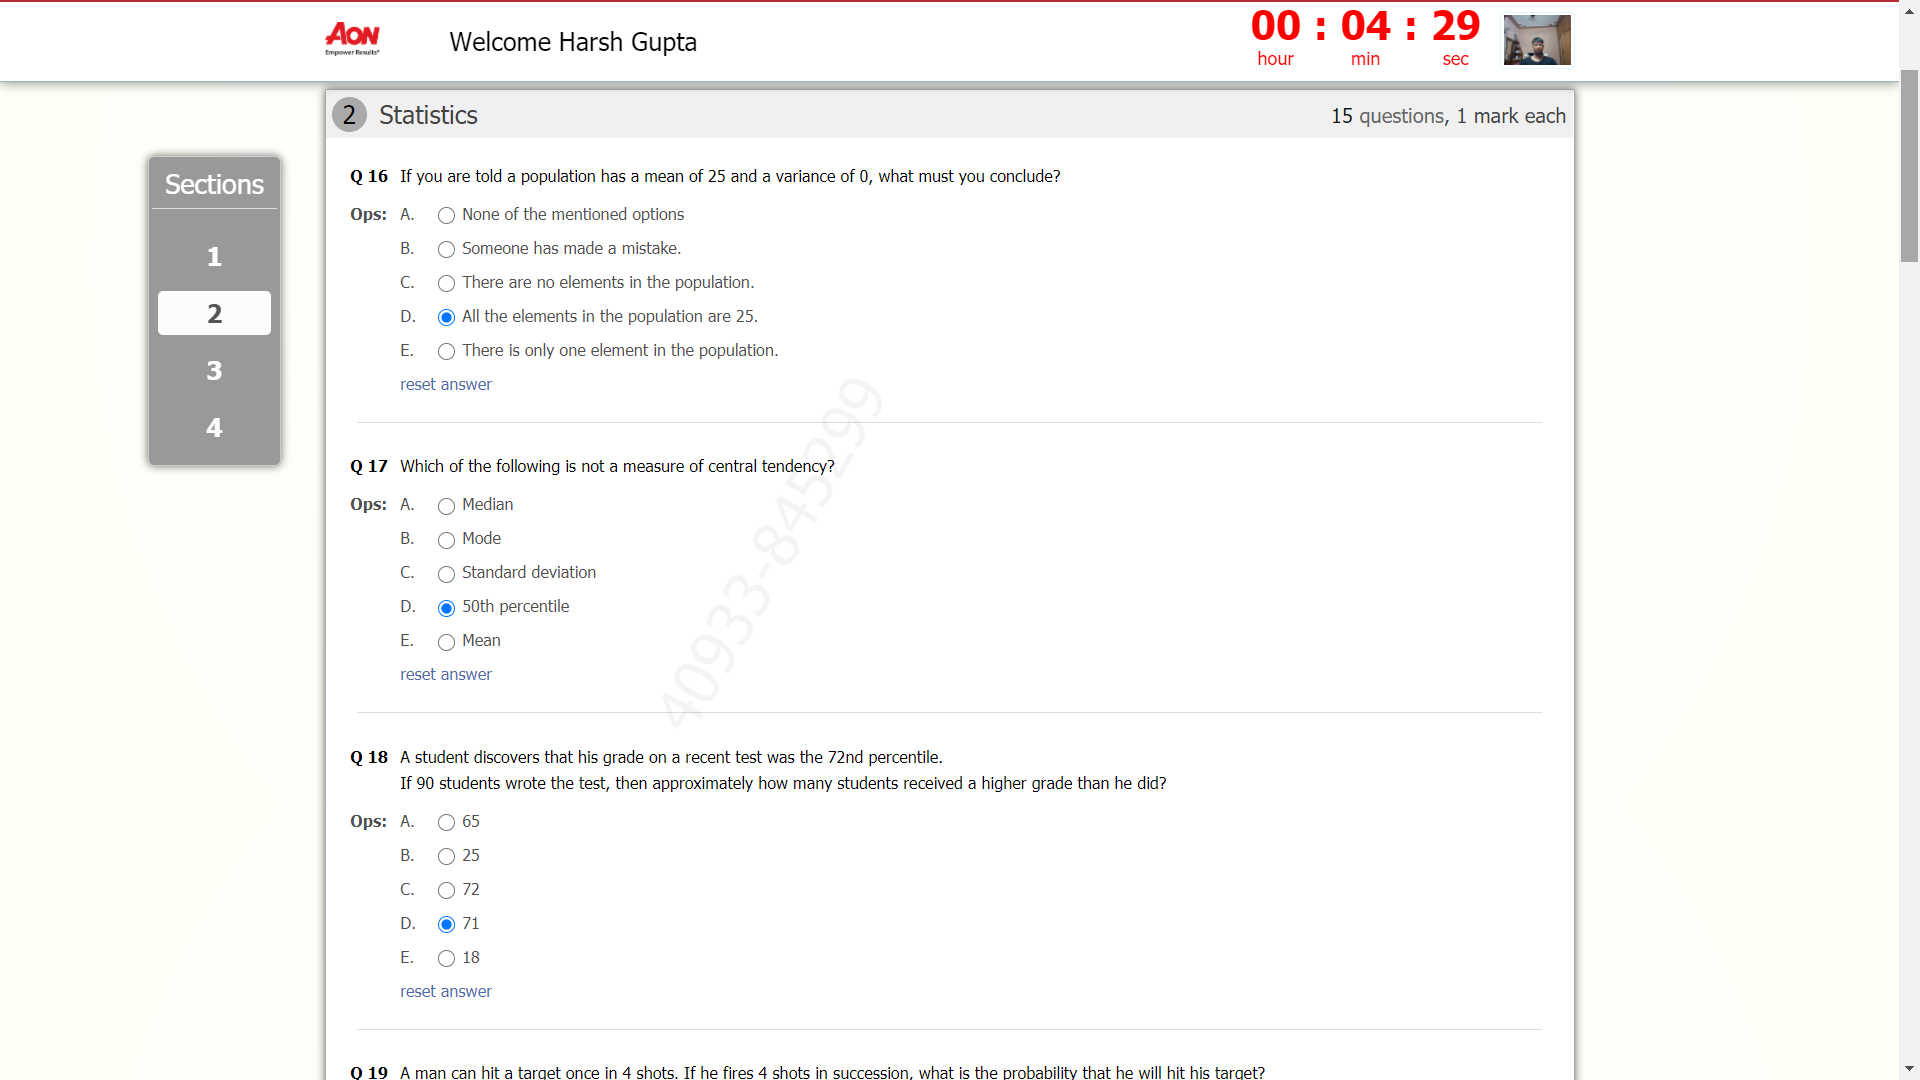 AON
Empower Results®
Welcome Harsh Gupta
00 : 04 : 29
hour min sec
2 Statistics
15 questions, 1 mark each
Sections
1
2
3
4
Q 16 If you are told a population has a mean of 25 and a variance of 0, what must you conclude?
Ops: A. None of the mentioned options
B. Someone has made a mistake.
C. There are no elements in the population.
D. All the elements in the population are 25.
E. There is only one element in the population.
reset answer
Q 17 Which of the following is not a measure of central tendency?
Ops: A. Median
B. Mode
C. Standard deviation
D. 50th percentile
E. Mean
reset answer
40933-845299
Q 18 A student discovers that his grade on a recent test was the 72nd percentile.
If 90 students wrote the test, then approximately how many students received a higher grade than he did?
Ops: A. 65
B. 25
C. 72
D. 71
E. 18
reset answer
Q 19 A man can hit a target once in 4 shots. If he fires 4 shots in succession, what is the probability that he will hit his target?